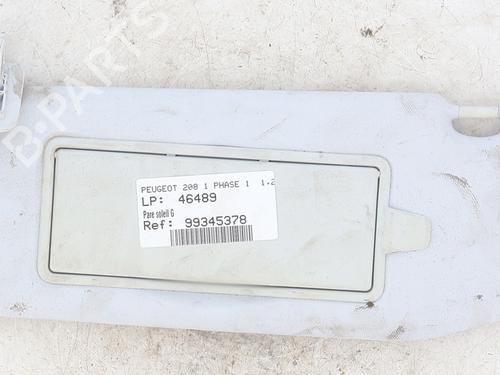 B-PARTS
PEUGEOT 208 1 PHASE 1 1.2
LP: 46489
Pare soleil G
Ref: 99345378